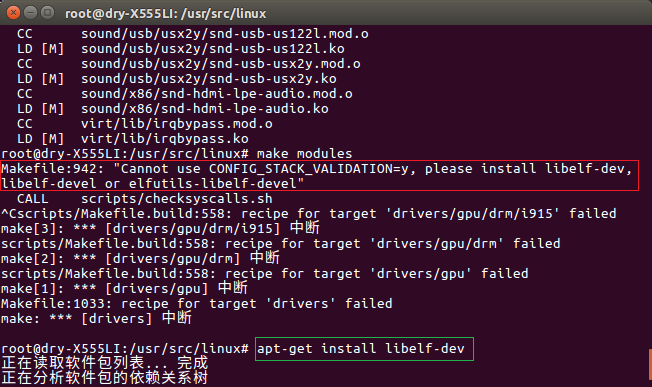 root@dry-X555LI: /usr/src/linux
CC sound/usb/usx2y/snd-usb-us122l.mod.o
LD [M] sound/usb/usx2y/snd-usb-us122l.ko
CC sound/usb/usx2y/snd-usb-usx2y.mod.o
LD [M] sound/usb/usx2y/snd-usb-usx2y.ko
CC sound/x86/snd-hdmi-lpe-audio.mod.o
LD [M] sound/x86/snd-hdmi-lpe-audio.ko
CC virt/lib/irqbypass.mod.o
LD [M] virt/lib/irqbypass.ko
root@dry-X555LI:/usr/src/linux# make modules
Makefile:942: "Cannot use CONFIG_STACK_VALIDATION=y, please install libelf-dev,
libelf-devel or elfutils-libelf-devel"
CALL scripts/checksyscalls.sh
^Cscripts/Makefile.build:558: recipe for target 'drivers/gpu/drm/i915' failed
make[3]: *** [drivers/gpu/drm/i915] 中断
scripts/Makefile.build:558: recipe for target 'drivers/gpu/drm' failed
make[2]: *** [drivers/gpu/drm] 中断
scripts/Makefile.build:558: recipe for target 'drivers/gpu' failed
make[1]: *** [drivers/gpu] 中断
Makefile:1033: recipe for target 'drivers' failed
make: *** [drivers] 中断
root@dry-X555LI:/usr/src/linux# apt-get install libelf-dev
正在读取软件包列表... 完成
正在分析软件包的依赖关系树